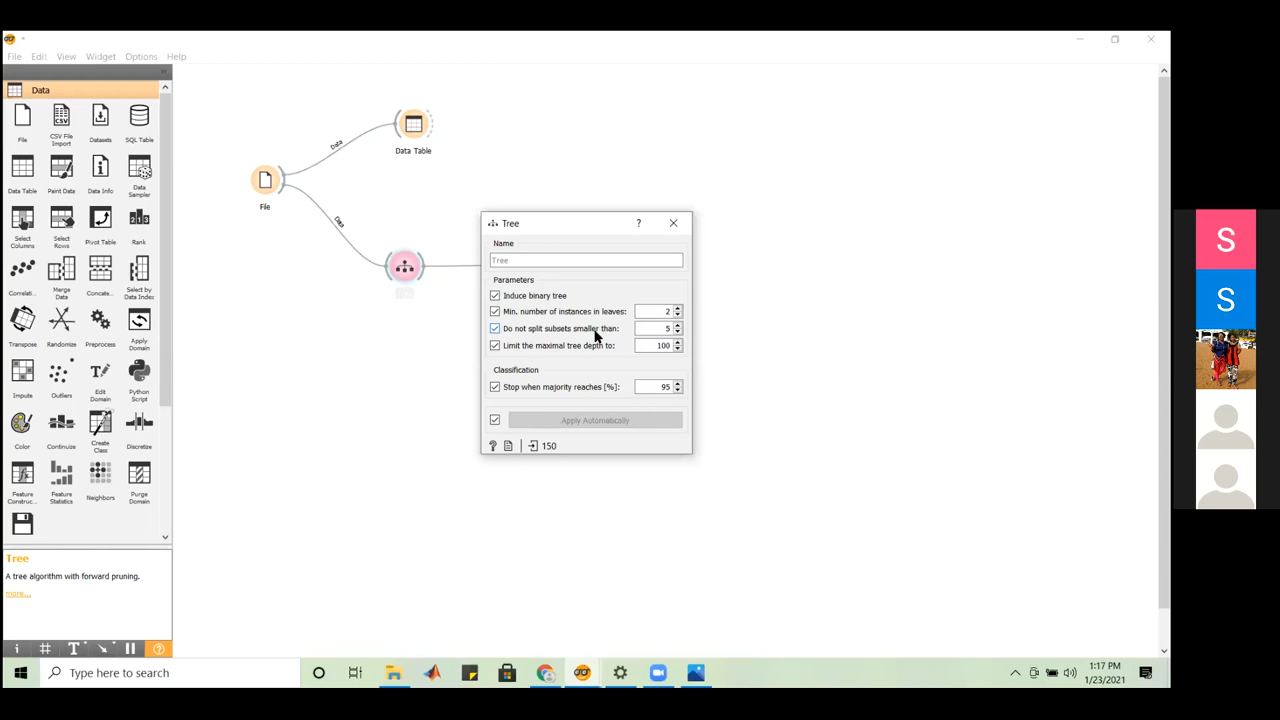 File Edit View Widget Options Help
Data
File CSV File Import Datasets SQL Table
Data Table Paint Data Data Info Data Sampler
Select Columns Select Rows Pivot Table Rank
Correlati... Merge Data Concate... Select by Data Index
Transpose Randomize Preprocess Apply Domain
Impute Outliers Edit Domain Python Script
Color Continuize Create Class Discretize
Feature Construc... Feature Statistics Neighbors Purge Domain
Tree
A tree algorithm with forward pruning.
more...
Data
Data Table
File
Data
Tree
Name
Tree
Parameters
Induce binary tree
Min. number of instances in leaves: 2
Do not split subsets smaller than: 5
Limit the maximal tree depth to: 100
Classification
Stop when majority reaches [%]: 95
Apply Automatically
150
S
S
Type here to search
1:17 PM
1/23/2021